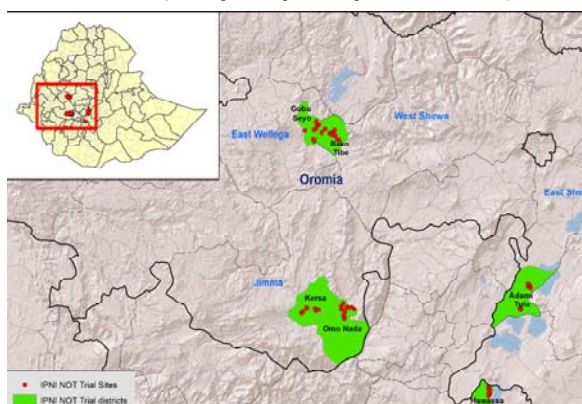 Gobu
Seyo
West Shewa
East Wellega
Bako
Tibe
Oromia
East Sh
Jimma
Kersa
Adami
Tulu
Omo Nada
IPNI NOT Trial Sites
Hawassa
IPNI NOT Trial districts